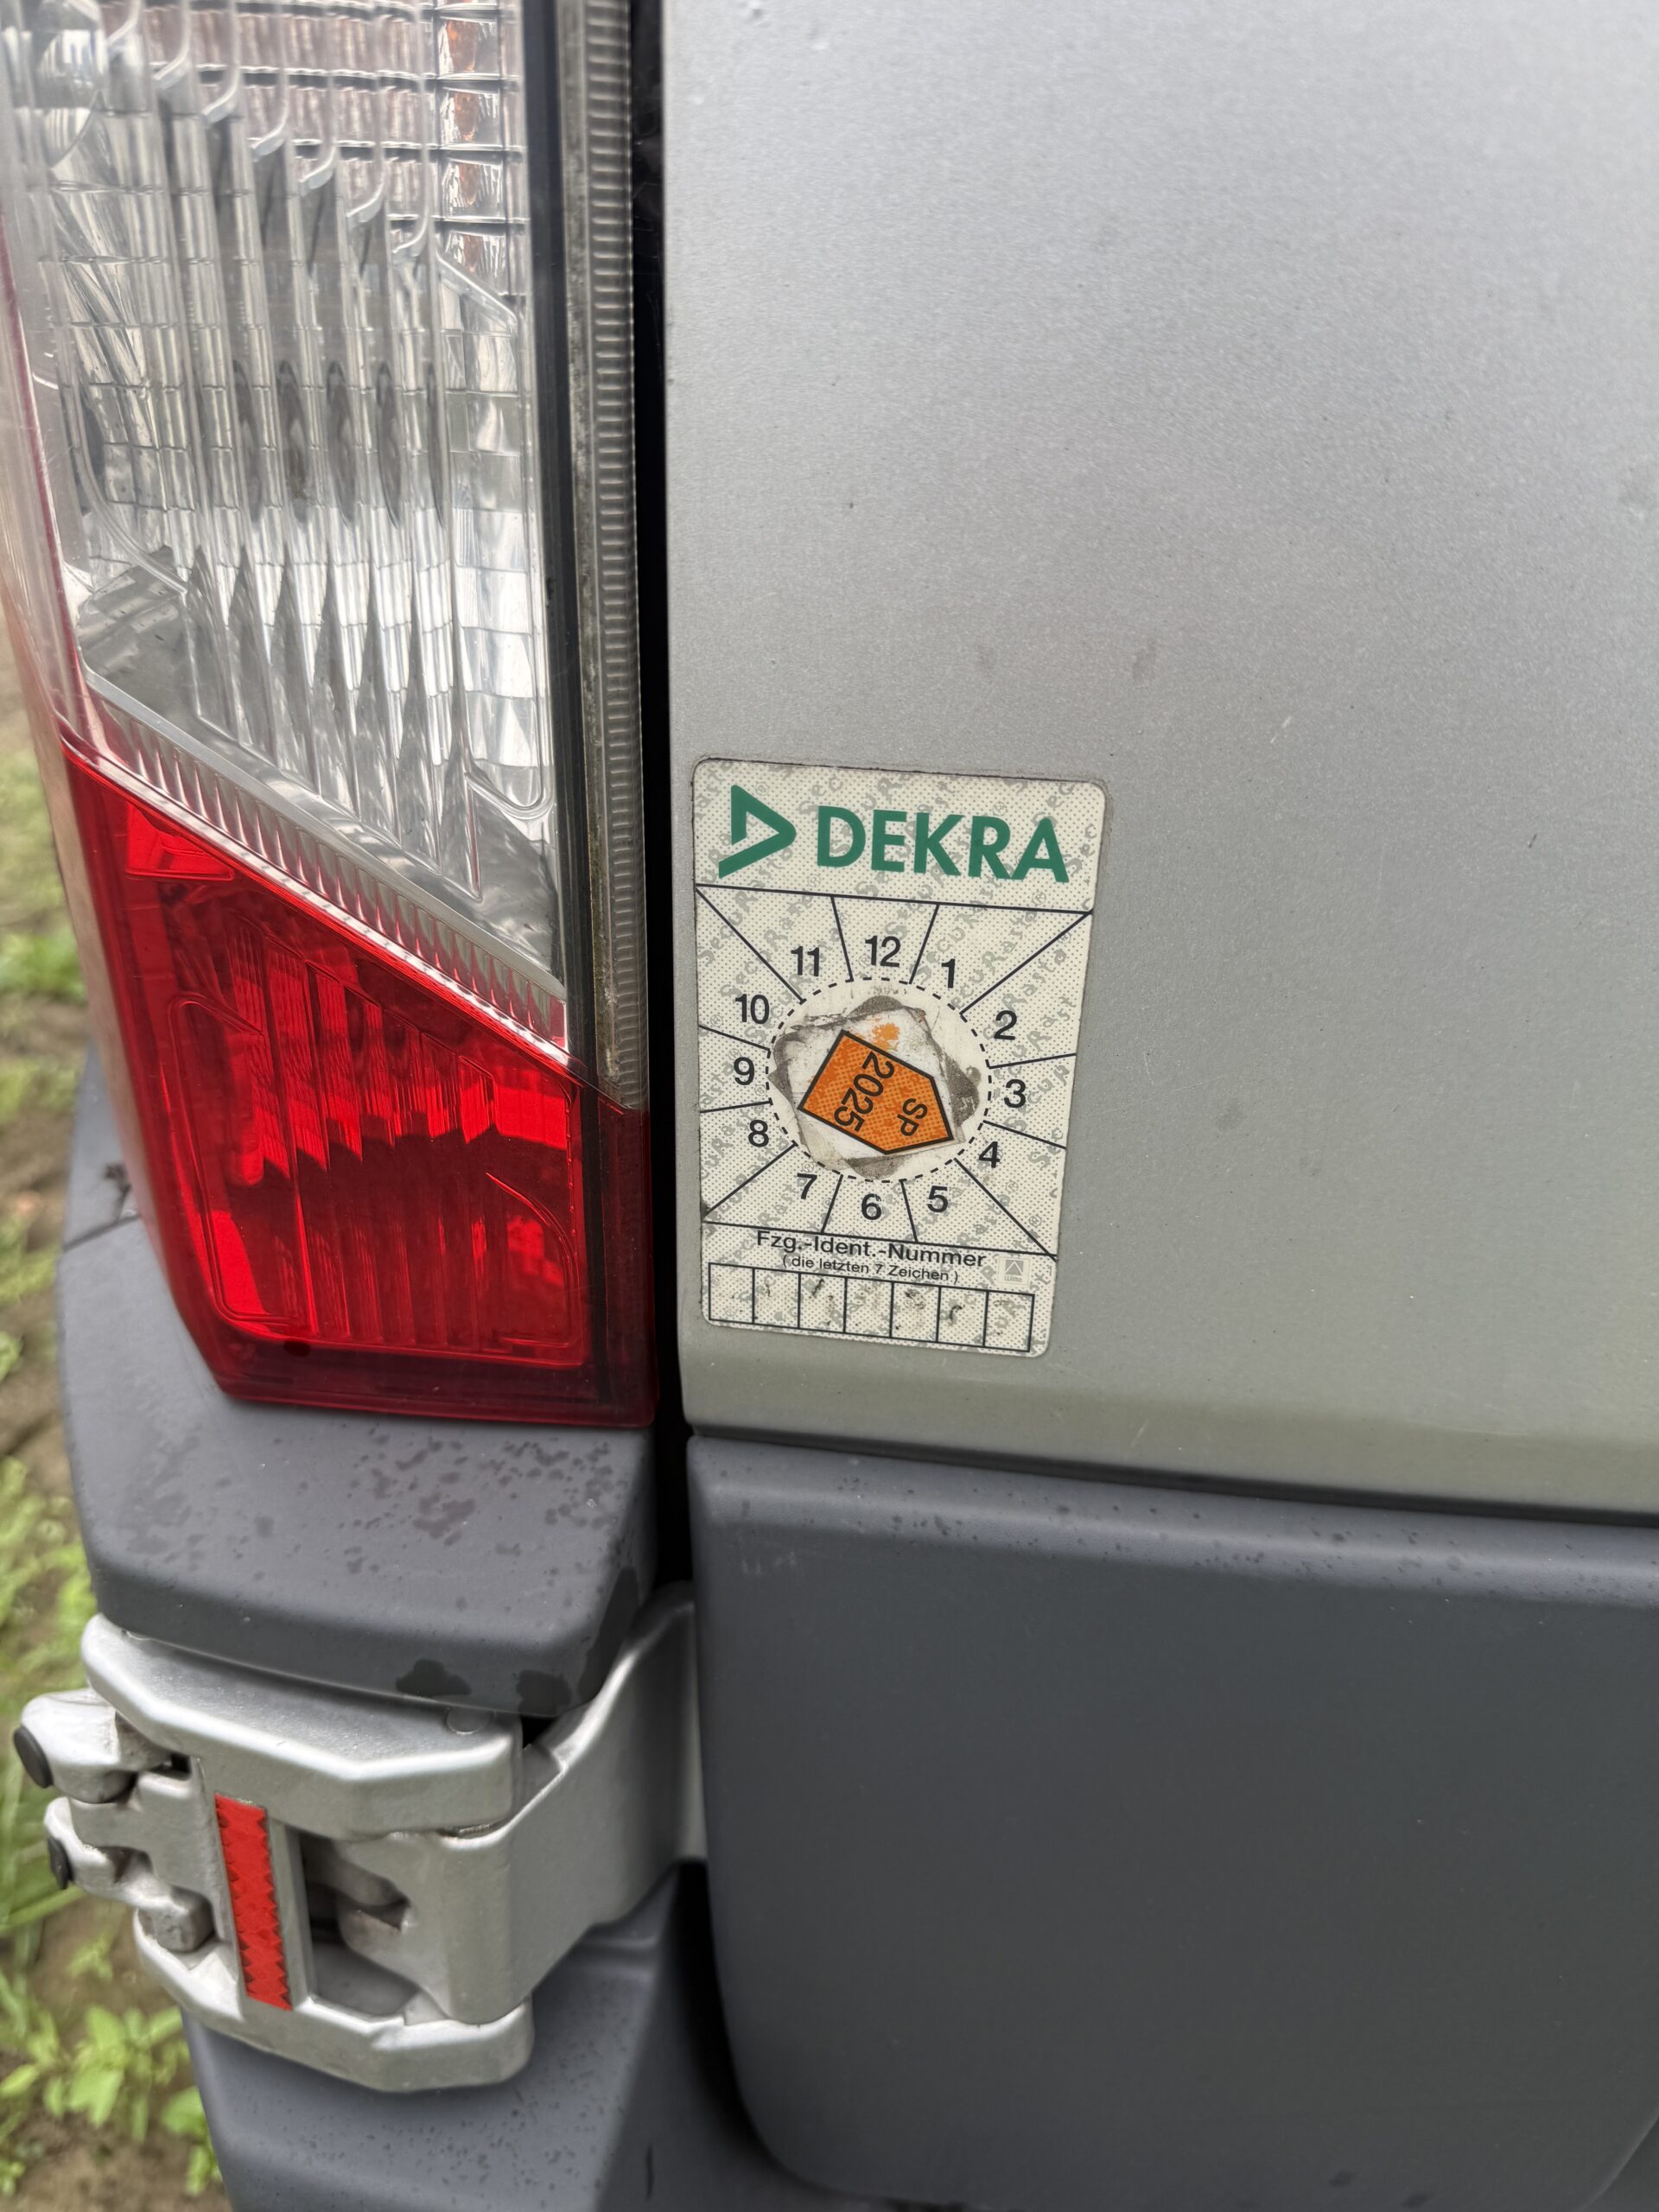 DEKRA
11 12 1
10 2
9 3
8 4
7 6 5
SP
2025
Fzg.-Ident.-Nummer
(die letzten 7 Zeichen)